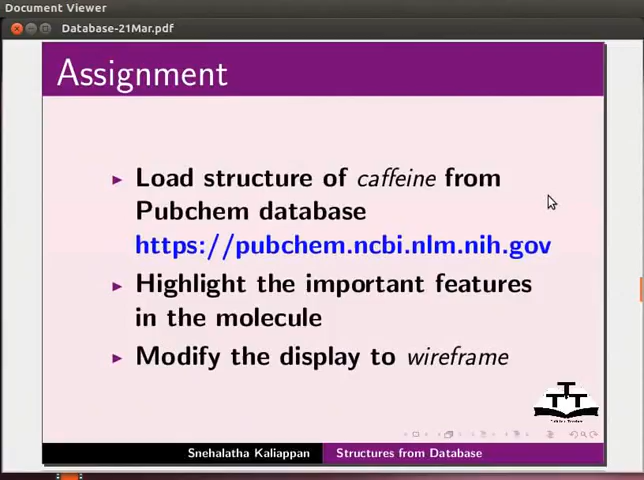 Document Viewer
Database-21Mar.pdf
Assignment
Load structure of caffeine from
Pubchem database
https://pubchem.ncbi.nlm.nih.gov
Highlight the important features
in the molecule
Modify the display to wireframe
Snehalatha Kaliappan Structures from Database